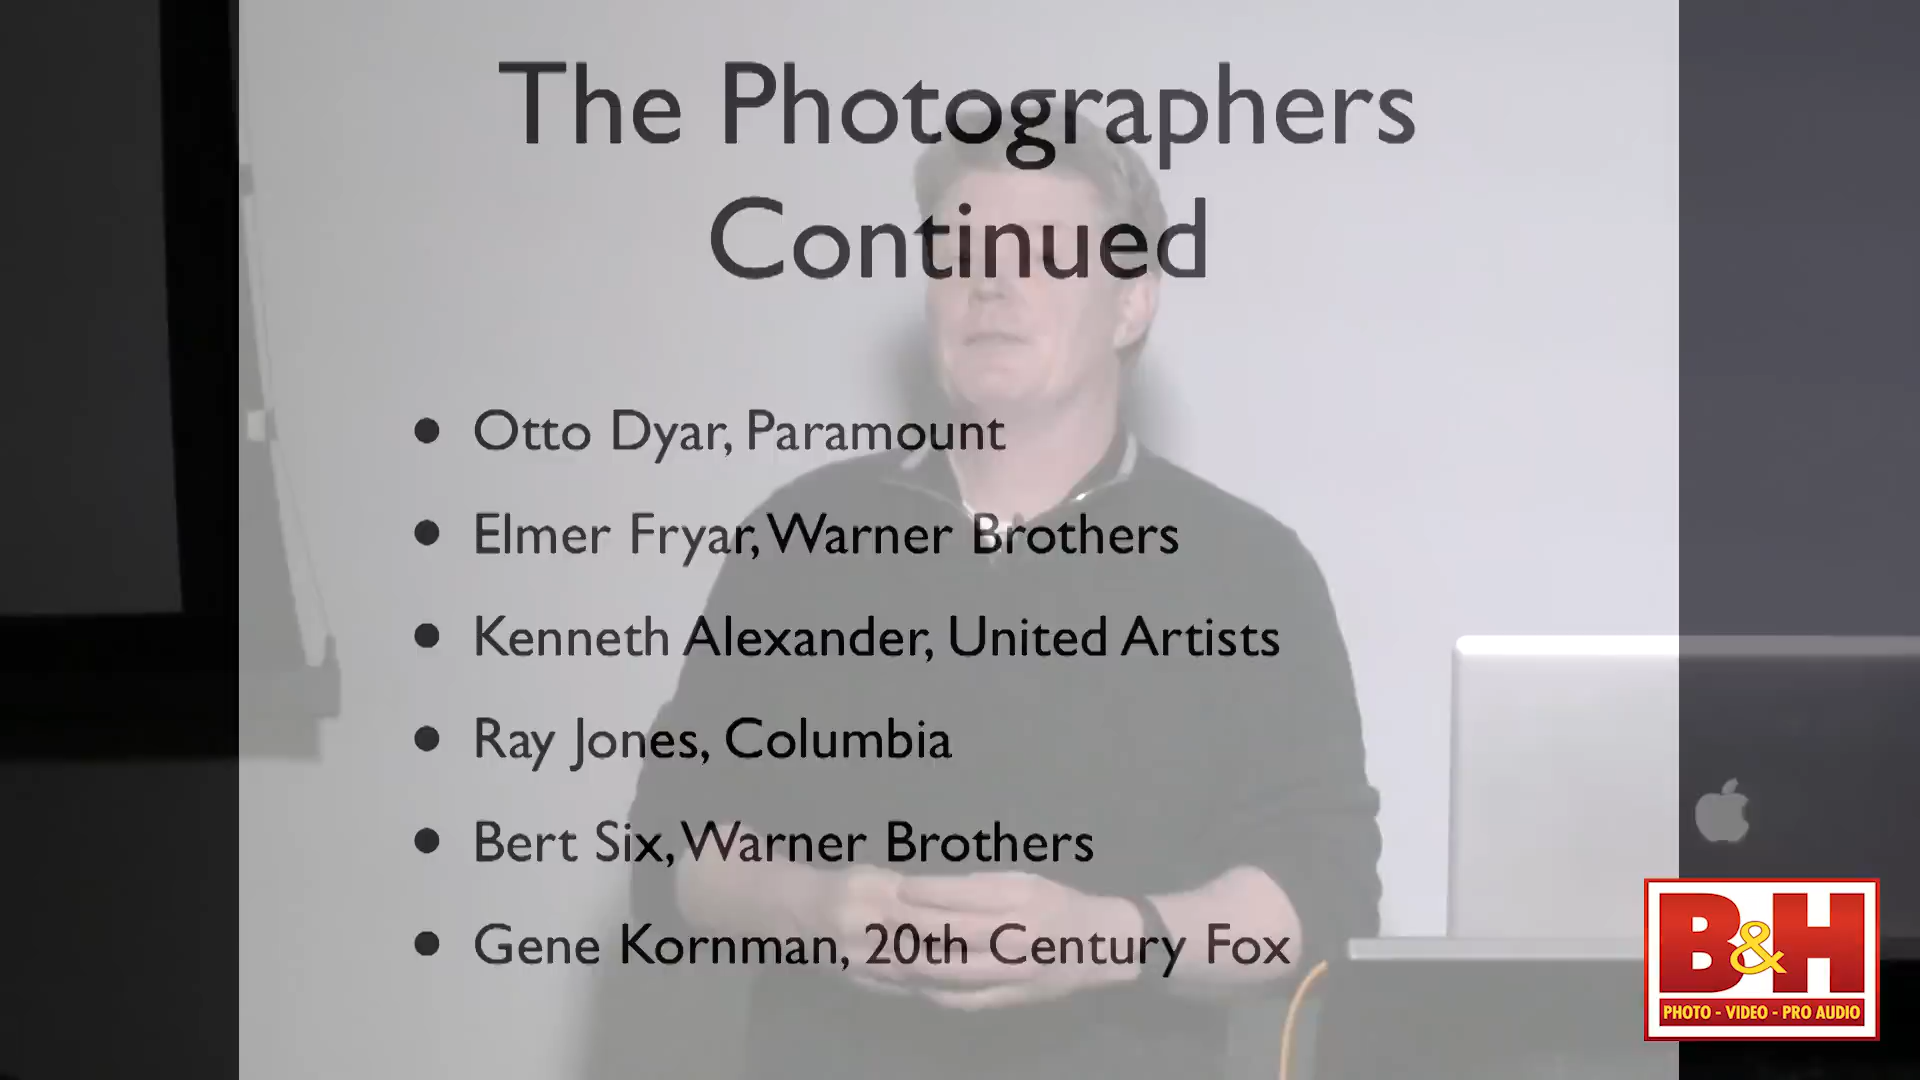 The Photographers
Continued
• Otto Dyar, Paramount
• Elmer Fryar, Warner Brothers
• Kenneth Alexander, United Artists
• Ray Jones, Columbia
• Bert Six, Warner Brothers
• Gene Kornman, 20th Century Fox
B&H
PHOTO - VIDEO - PRO AUDIO